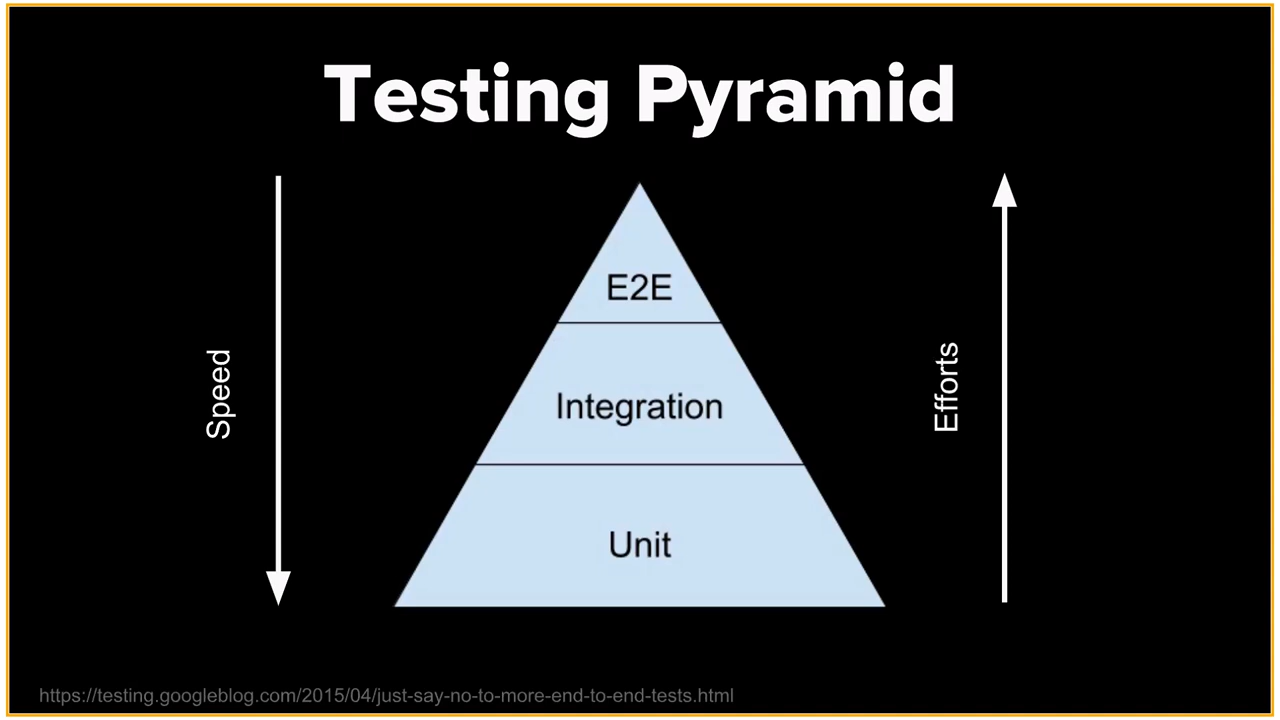 Testing Pyramid
Speed
E2E
Integration
Unit
Efforts
https://testing.googleblog.com/2015/04/just-say-no-to-more-end-to-end-tests.html